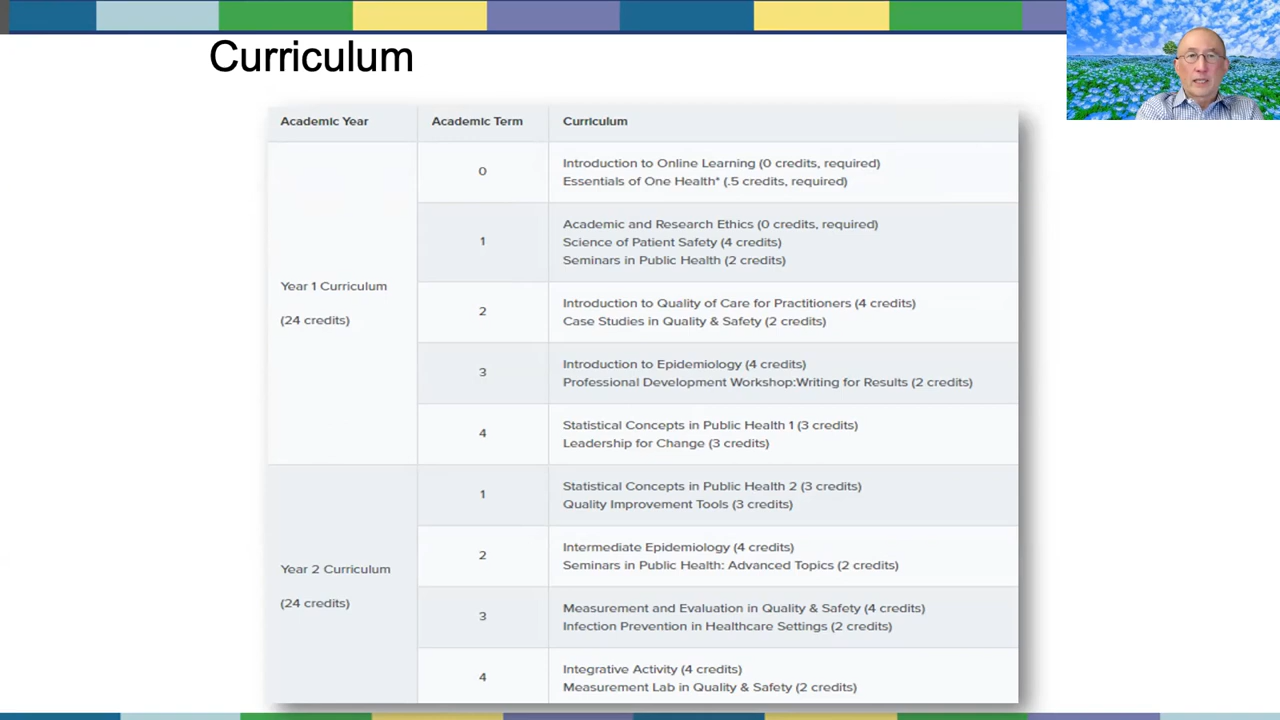 Curriculum
Academic Year Academic Term Curriculum
0
Introduction to Online Learning (0 credits, required)
Essentials of One Health* (.5 credits, required)
1
Academic and Research Ethics (0 credits, required)
Science of Patient Safety (4 credits)
Seminars in Public Health (2 credits)
Year 1 Curriculum
(24 credits)
2
Introduction to Quality of Care for Practitioners (4 credits)
Case Studies in Quality & Safety (2 credits)
3
Introduction to Epidemiology (4 credits)
Professional Development Workshop:Writing for Results (2 credits)
4
Statistical Concepts in Public Health 1 (3 credits)
Leadership for Change (3 credits)
1
Statistical Concepts in Public Health 2 (3 credits)
Quality Improvement Tools (3 credits)
Year 2 Curriculum
(24 credits)
2
Intermediate Epidemiology (4 credits)
Seminars in Public Health: Advanced Topics (2 credits)
3
Measurement and Evaluation in Quality & Safety (4 credits)
Infection Prevention in Healthcare Settings (2 credits)
4
Integrative Activity (4 credits)
Measurement Lab in Quality & Safety (2 credits)